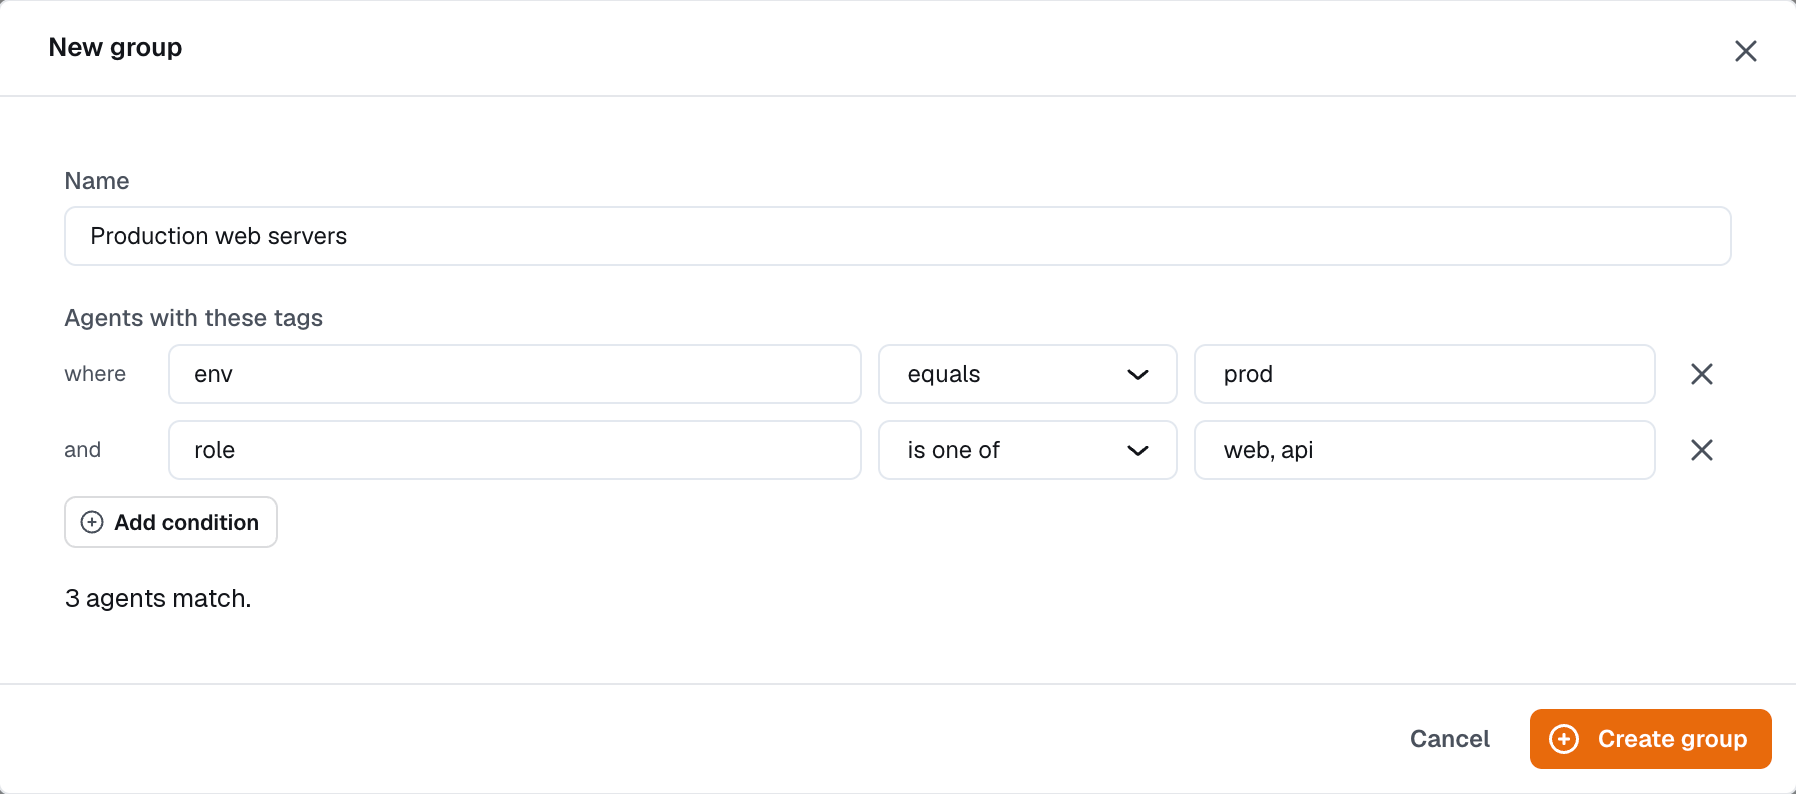 New group
Name
Production web servers
Agents with these tags
where env equals prod
and role is one of web, api
Add condition
3 agents match.
Cancel Create group